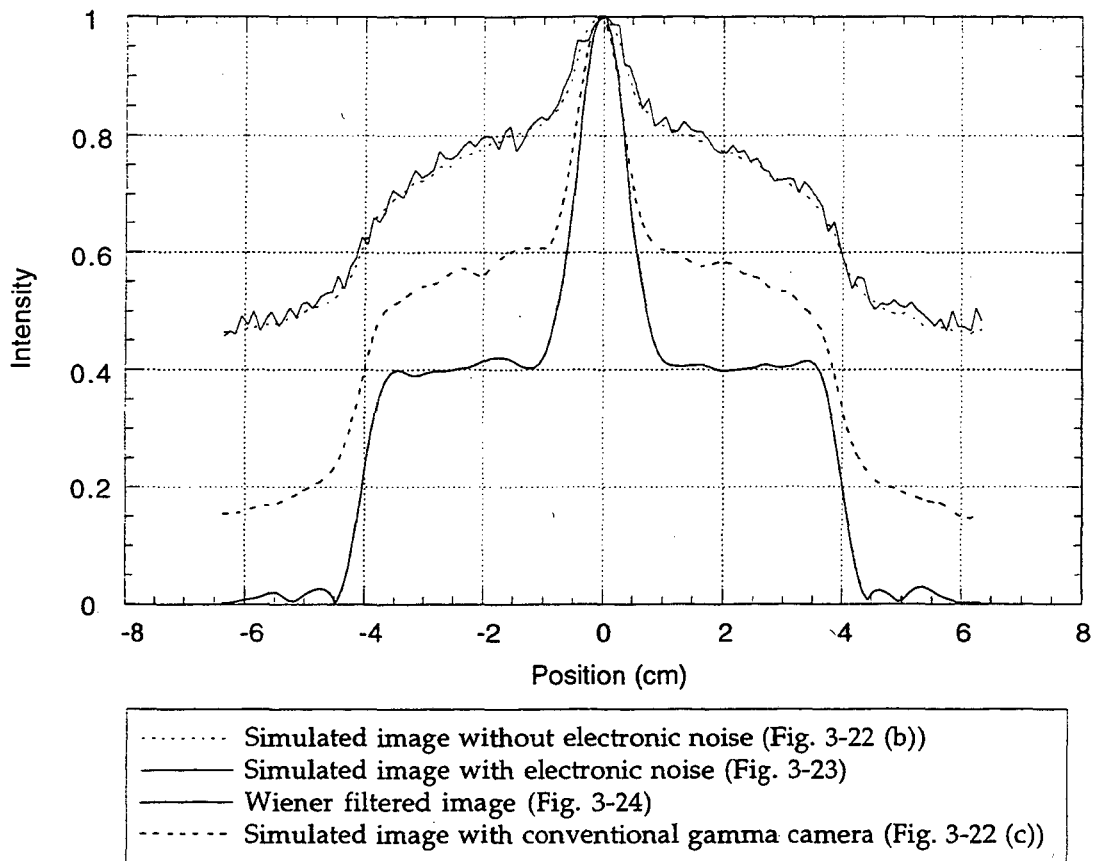 1
0.8
0.6
0.4
0.2
0
Intensity
-8 -6 -4 -2 0 2 4 6 8
Position (cm)
Simulated image without electronic noise (Fig. 3-22 (b))
Simulated image with electronic noise (Fig. 3-23)
Wiener filtered image (Fig. 3-24)
Simulated image with conventional gamma camera (Fig. 3-22 (c))